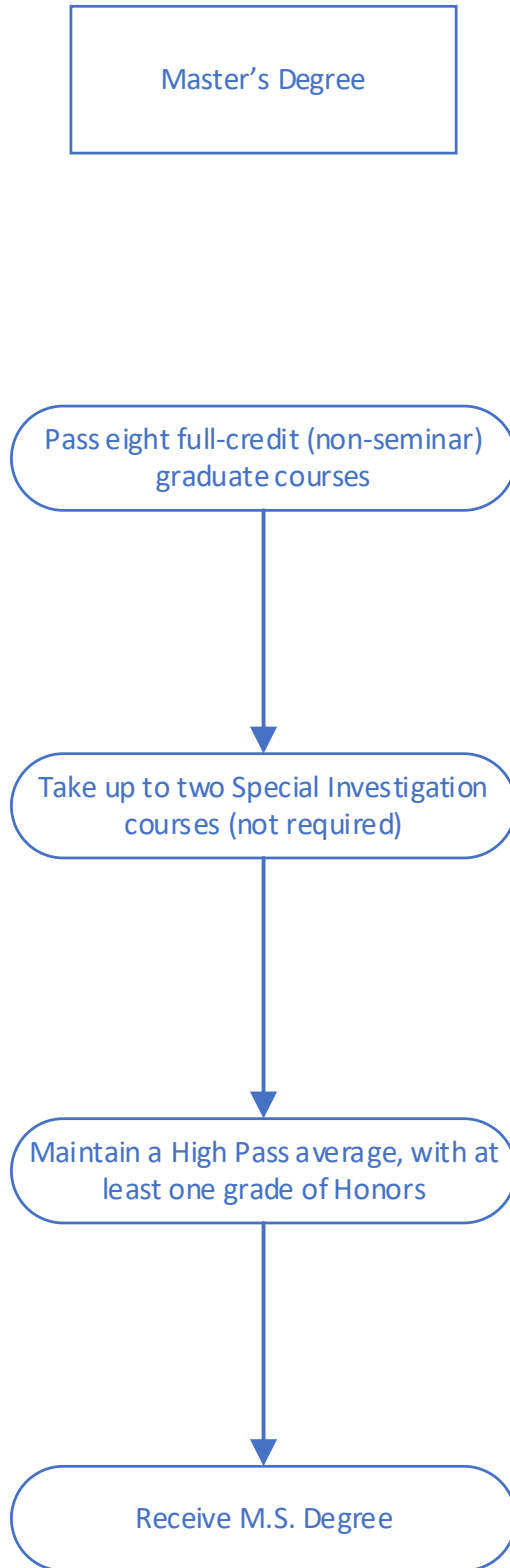 Master’s Degree
Pass eight full-credit (non-seminar)
graduate courses
Take up to two Special Investigation
courses (not required)
Maintain a High Pass average, with at
least one grade of Honors
Receive M.S. Degree